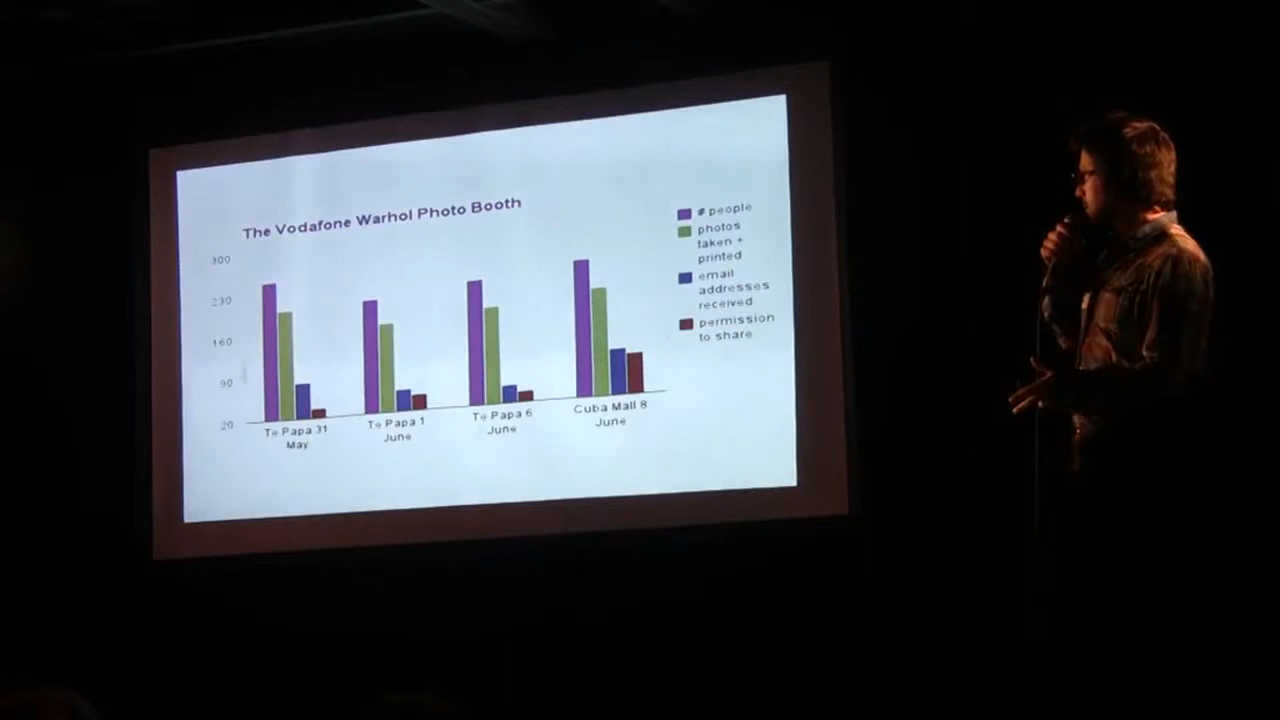 The Vodafone Warhol Photo Booth
300
230
160
90
20
Te Papa 31
May
Te Papa 1
June
Te Papa 6
June
Cuba Mall 8
June
# people
photos
taken +
printed
email
addresses
received
permission
to share